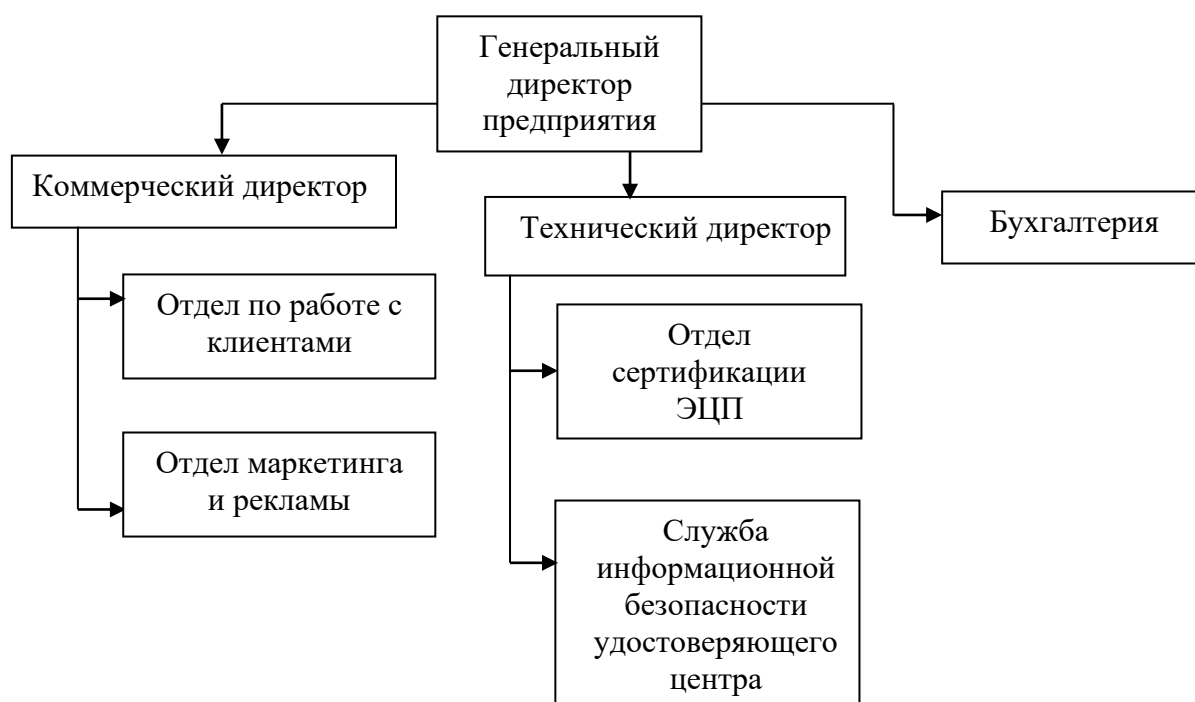 Генеральный
директор
предприятия
Коммерческий директор
Технический директор
Бухгалтерия
Отдел по работе с
клиентами
Отдел
сертификации
ЭЦП
Отдел маркетинга
и рекламы
Служба
информационной
безопасности
удостоверяющего
центра